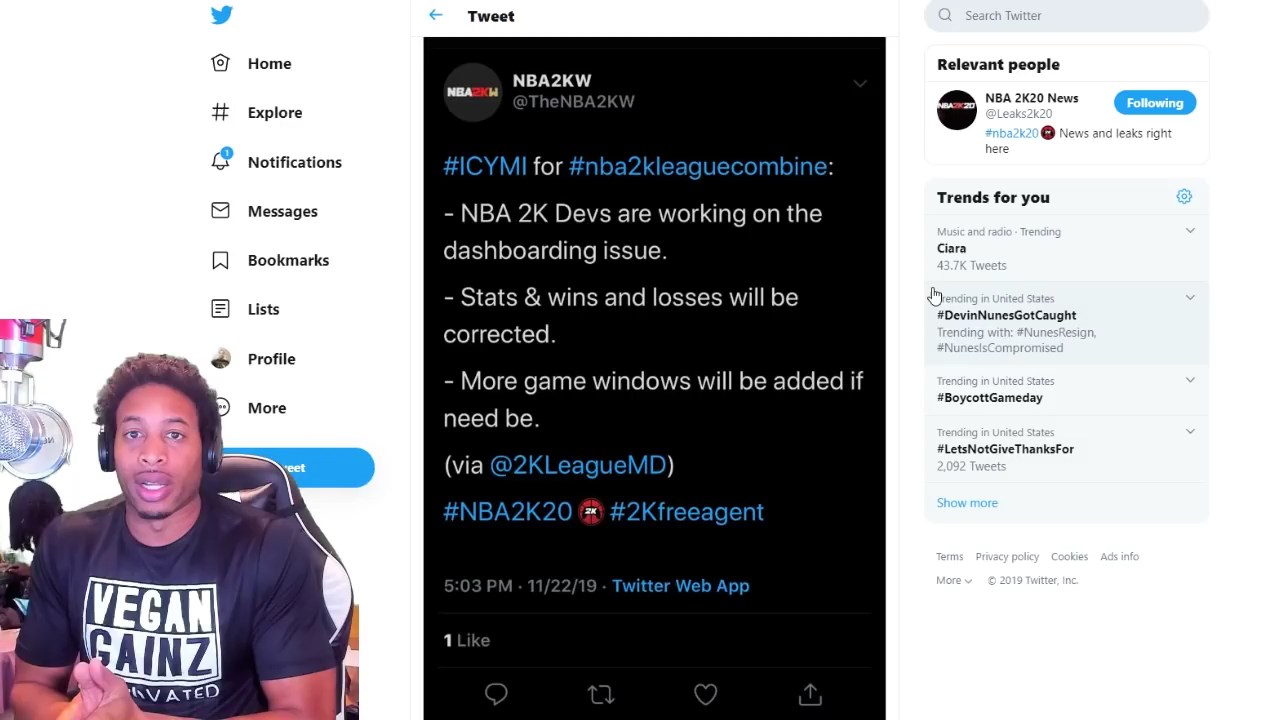 Home
Explore
1
Notifications
Messages
Bookmarks
Lists
Profile
More
eet
VEGAN
GAINZ
VATED
Tweet
NBA2KW
NBA2KW
@TheNBA2KW
#ICYMI for #nba2kleaguecombine:
- NBA 2K Devs are working on the
dashboarding issue.
- Stats & wins and losses will be
corrected.
- More game windows will be added if
need be.
(via @2KLeagueMD)
#NBA2K20 2K #2Kfreeagent
5:03 PM · 11/22/19 · Twitter Web App
1 Like
Search Twitter
Relevant people
NBA2K20
NBA 2K20 News
@Leaks2k20
Following
#nba2k20 News and leaks right
here
Trends for you
Music and radio · Trending
Ciara
43.7K Tweets
Trending in United States
#DevinNunesGotCaught
Trending with: #NunesResign,
#NunesIsCompromised
Trending in United States
#BoycottGameday
Trending in United States
#LetsNotGiveThanksFor
2,092 Tweets
Show more
Terms Privacy policy Cookies Ads info
More © 2019 Twitter, Inc.